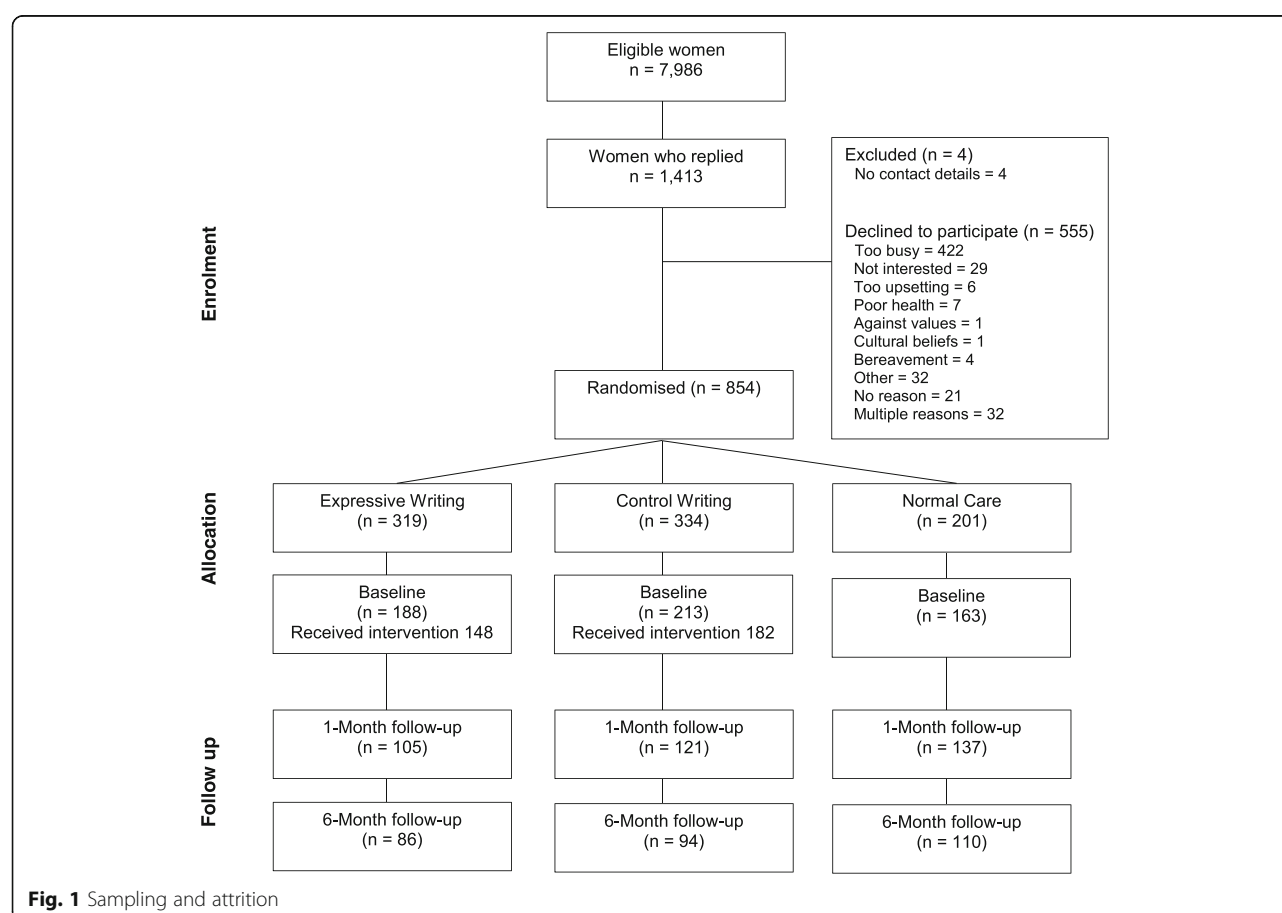 Eligible women
n = 7,986
Women who replied
n = 1,413
Excluded (n = 4)
No contact details = 4
Declined to participate (n = 555)
Too busy = 422
Not interested = 29
Too upsetting = 6
Poor health = 7
Against values = 1
Cultural beliefs = 1
Bereavement = 4
Other = 32
No reason = 21
Multiple reasons = 32
Enrolment
Randomised (n = 854)
Allocation
Expressive Writing
(n = 319)
Control Writing
(n = 334)
Normal Care
(n = 201)
Baseline
(n = 188)
Received intervention 148
Baseline
(n = 213)
Received intervention 182
Baseline
(n = 163)
Follow up
1-Month follow-up
(n = 105)
1-Month follow-up
(n = 121)
1-Month follow-up
(n = 137)
6-Month follow-up
(n = 86)
6-Month follow-up
(n = 94)
6-Month follow-up
(n = 110)
Fig. 1 Sampling and attrition